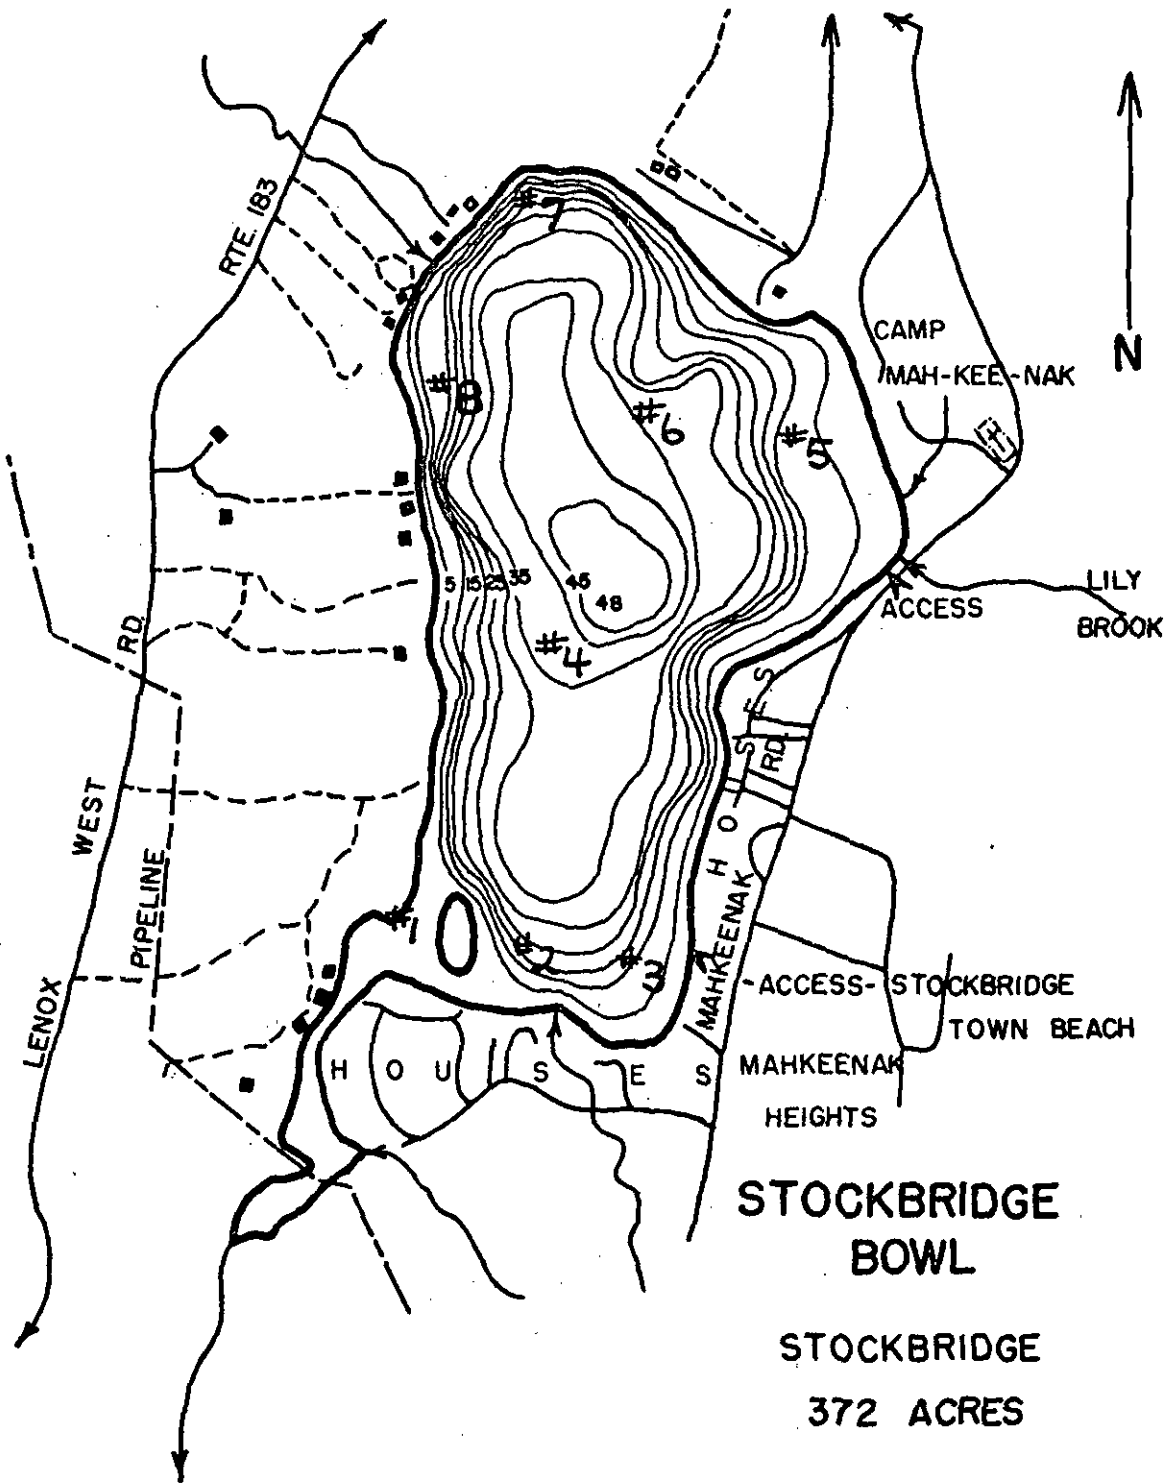 RTE. 183
#7
CAMP
MAH-KEE-NAK
N
#8
#6
#5
5 15 25 35 45
48
LILY
BROOK
ACCESS
#4
WEST RD.
LENOX
PIPELINE
HOUSES
MAHKEENAK RD.
#1
#2
#3
-ACCESS- STOCKBRIDGE
TOWN BEACH
HOUSES
MAHKEENAK
HEIGHTS
STOCKBRIDGE
BOWL
STOCKBRIDGE
372 ACRES